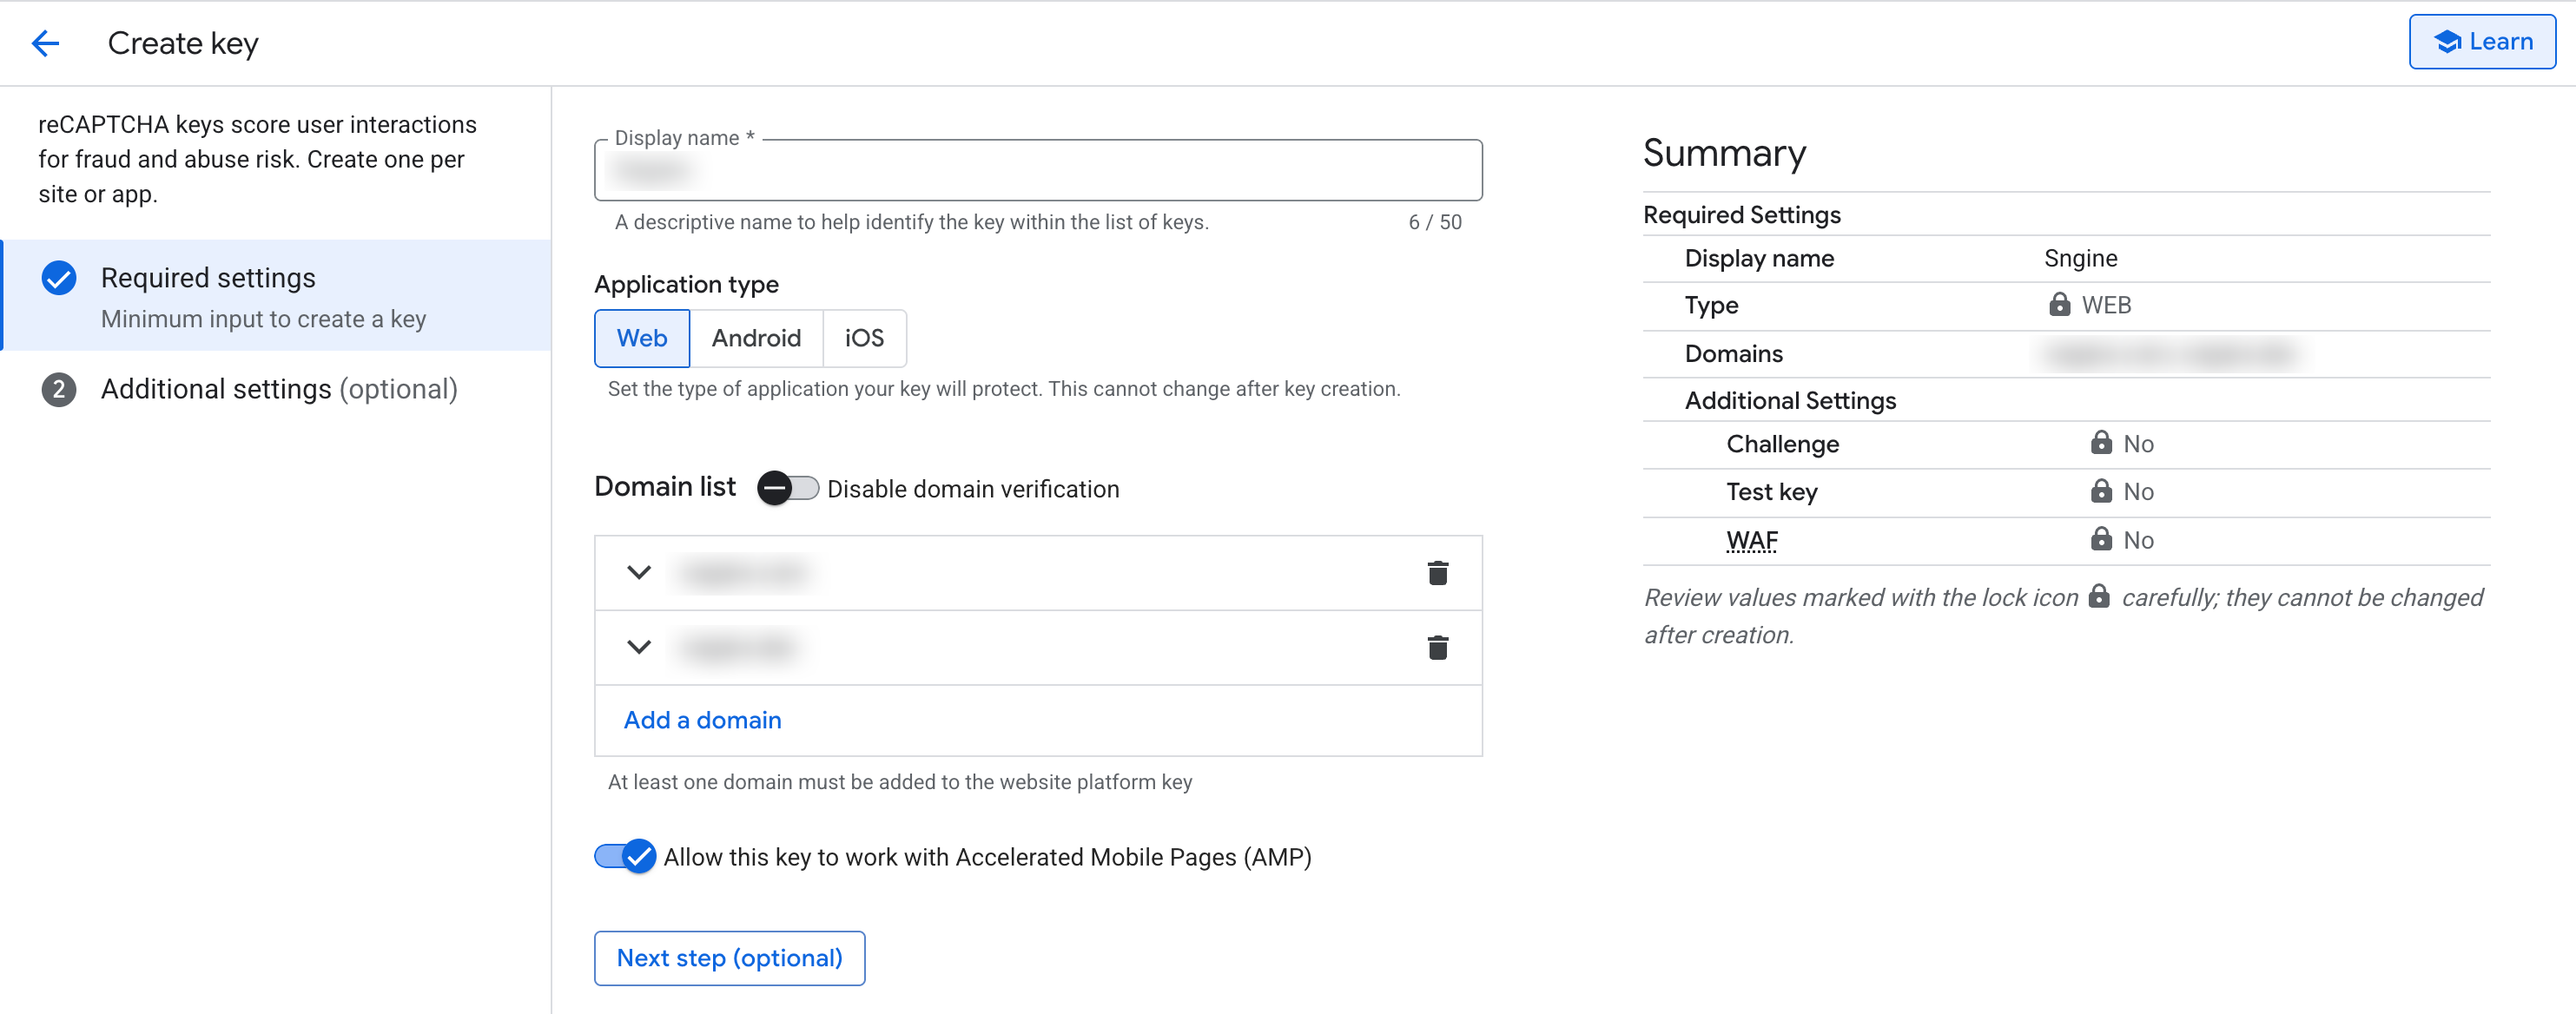 Create key
Learn
reCAPTCHA keys score user interactions
for fraud and abuse risk. Create one per
site or app.
Required settings
Minimum input to create a key
2 Additional settings (optional)
Display name *
A descriptive name to help identify the key within the list of keys. 6 / 50
Application type
Web Android iOS
Set the type of application your key will protect. This cannot change after key creation.
Domain list Disable domain verification
Add a domain
At least one domain must be added to the website platform key
Allow this key to work with Accelerated Mobile Pages (AMP)
Next step (optional)
Summary
Required Settings
Display name Sngine
Type WEB
Domains
Additional Settings
Challenge No
Test key No
WAF No
Review values marked with the lock icon carefully; they cannot be changed
after creation.